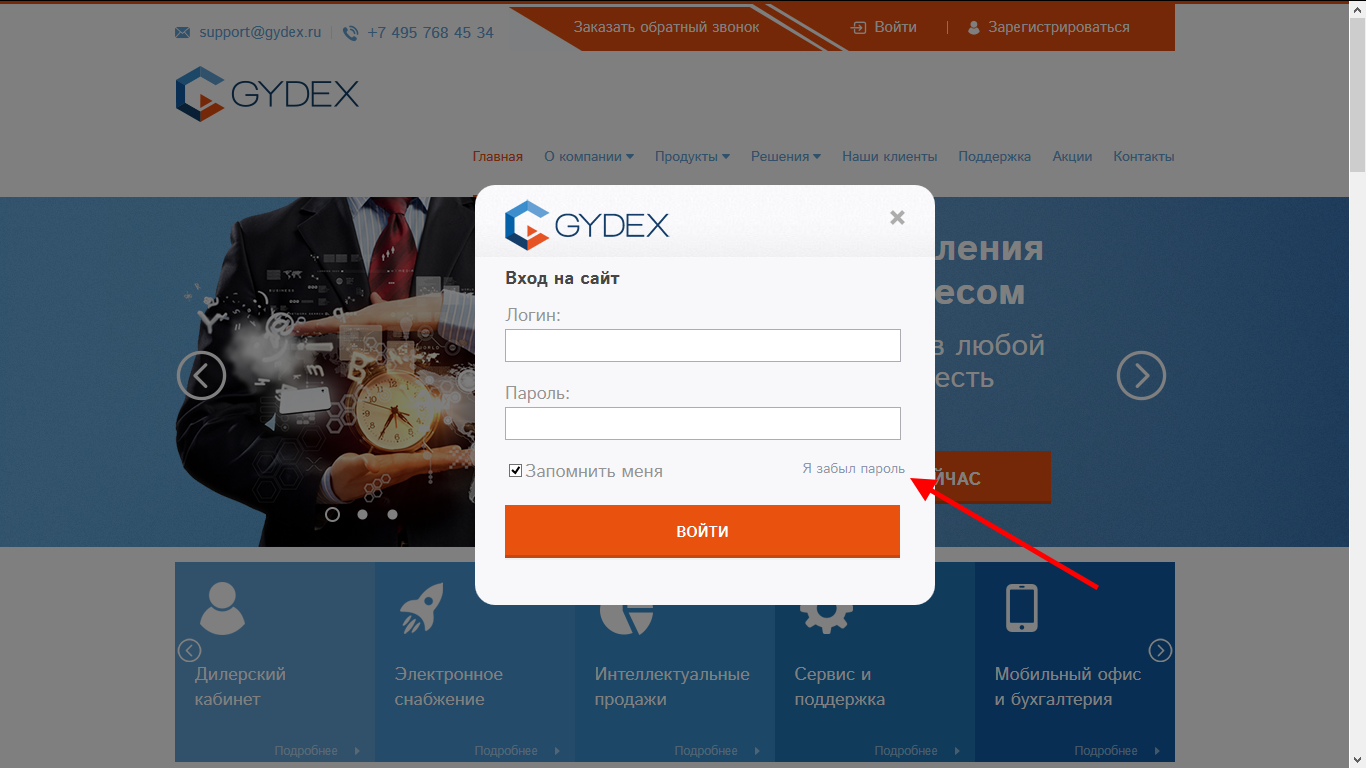 support@gydex.ru
+7 495 768 45 34
Заказать обратный звонок
Войти
Зарегистрироваться
GYDEX
Главная
О компании
Продукты
Решения
Наши клиенты
Поддержка
Акции
Контакты
GYDEX
Вход на сайт
Логин:
Пароль:
Запомнить меня
Я забыл пароль
ВОЙТИ
ления
есом
в любой
есть
ЙЧАС
Дилерский
кабинет
Подробнее
Электронное
снабжение
Подробнее
Интеллектуальные
продажи
Подробнее
Сервис и
поддержка
Подробнее
Мобильный офис
и бухгалтерия
Подробнее